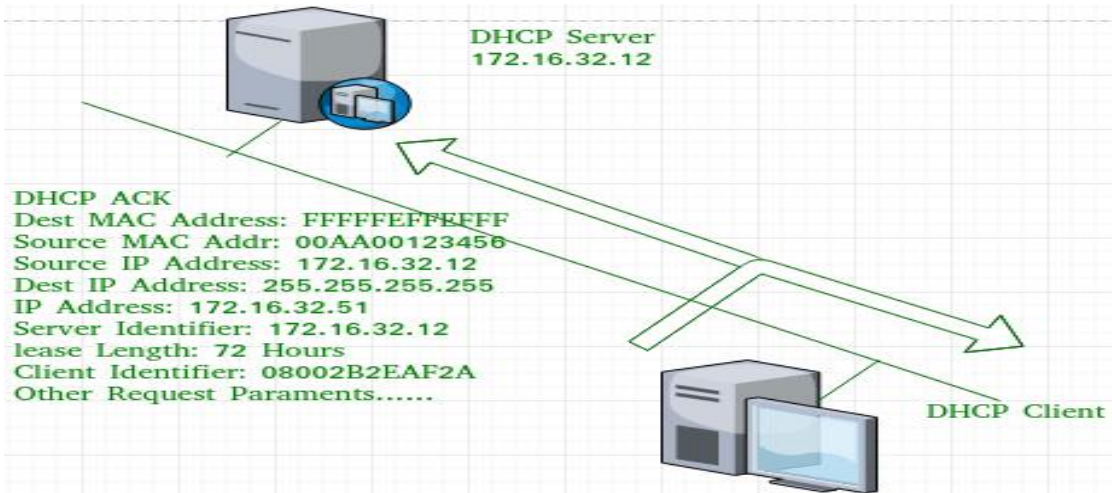 DHCP Server
172.16.32.12
DHCP ACK
Dest MAC Address: FFFFFEFFEFFF
Source MAC Addr: 00AA00123456
Source IP Address: 172.16.32.12
Dest IP Address: 255.255.255.255
IP Address: 172.16.32.51
Server Identifier: 172.16.32.12
lease Length: 72 Hours
Client Identifier: 08002B2EAF2A
Other Request Paraments......
DHCP Client